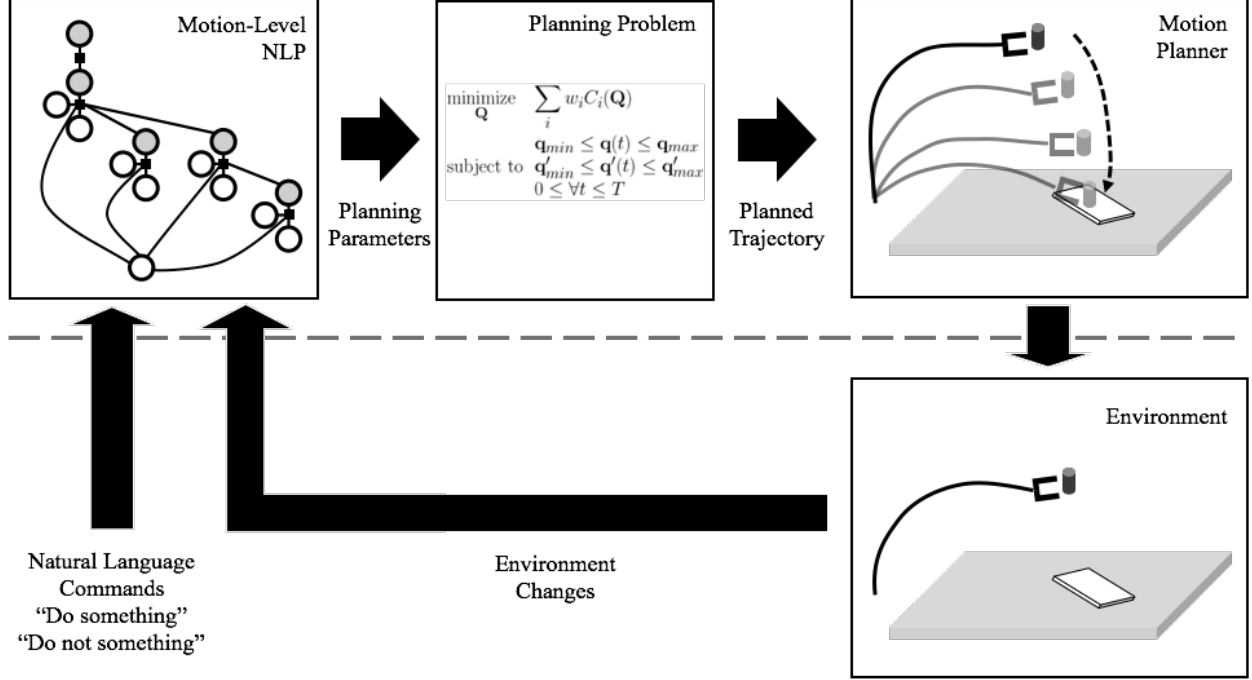 Motion-Level
NLP
Planning
Parameters
Planning Problem
minimize Σ w_i C_i(Q)
Q i
q_min ≤ q(t) ≤ q_max
subject to q′_min ≤ q′(t) ≤ q′_max
0 ≤ ∀t ≤ T
Planned
Trajectory
Motion
Planner
Environment
Natural Language
Commands
“Do something”
“Do not something”
Environment
Changes